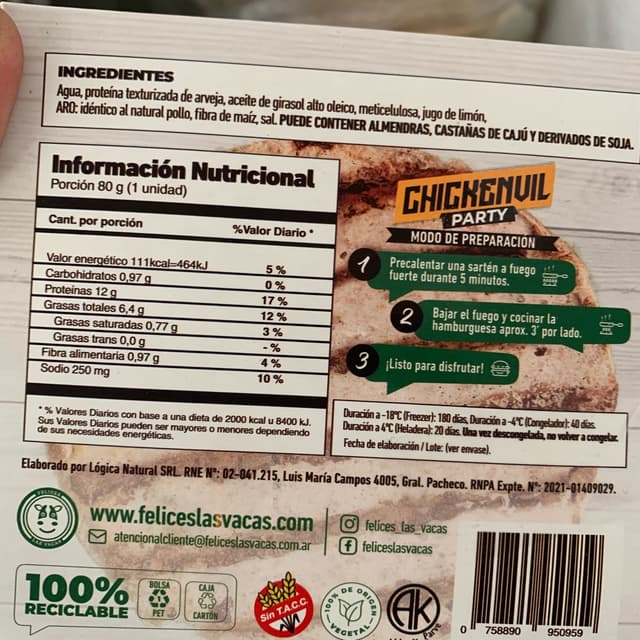 INGREDIENTES
Agua, proteína texturizada de arveja, aceite de girasol alto oleico, meticelulosa, jugo de limón,
ARO: idéntico al natural pollo, fibra de maíz, sal. PUEDE CONTENER ALMENDRAS, CASTAÑAS DE CAJÚ Y DERIVADOS DE SOJA.
Información Nutricional
Porción 80 g (1 unidad)
Cant. por porción %Valor Diario *
Valor energético 111kcal=464kJ 5 %
Carbohidratos 0,97 g 0 %
Proteínas 12 g 17 %
Grasas totales 6,4 g 12 %
Grasas saturadas 0,77 g 3 %
Grasas trans 0,0 g - %
Fibra alimentaria 0,97 g 4 %
Sodio 250 mg 10 %
* % Valores Diarios con base a una dieta de 2000 kcal u 8400 kJ.
Sus Valores Diarios pueden ser mayores o menores dependiendo
de sus necesidades energéticas.
CHICKENVIL
PARTY
MODO DE PREPARACION
1 Precalentar una sartén a fuego
fuerte durante 5 minutos.
2 Bajar el fuego y cocinar la
hamburguesa aprox. 3' por lado.
3 ¡Listo para disfrutar!
Duración a -18°C (Freezer): 180 días, Duración a -4°C (Congelador): 40 días.
Duración a 4°C (Heladera): 20 días. Una vez descongelada, no volver a congelar.
Fecha de elaboración / Lote: (ver envase).
Elaborado por Lógica Natural SRL. RNE N°: 02-041.215, Luis María Campos 4005, Gral. Pacheco. RNPA Expte. N°: 2021-01409029.
FELICES
LAS VACAS
www.feliceslasvacas.com
atencionalcliente@feliceslasvacas.com.ar
felices_las_vacas
feliceslasvacas
100%
RECICLABLE
BOLSA
PET
CAJA
CARTÓN
Sin T.A.C.C.
100% DE ORIGEN
VEGETAL
AK
Parve
0 758890 950959